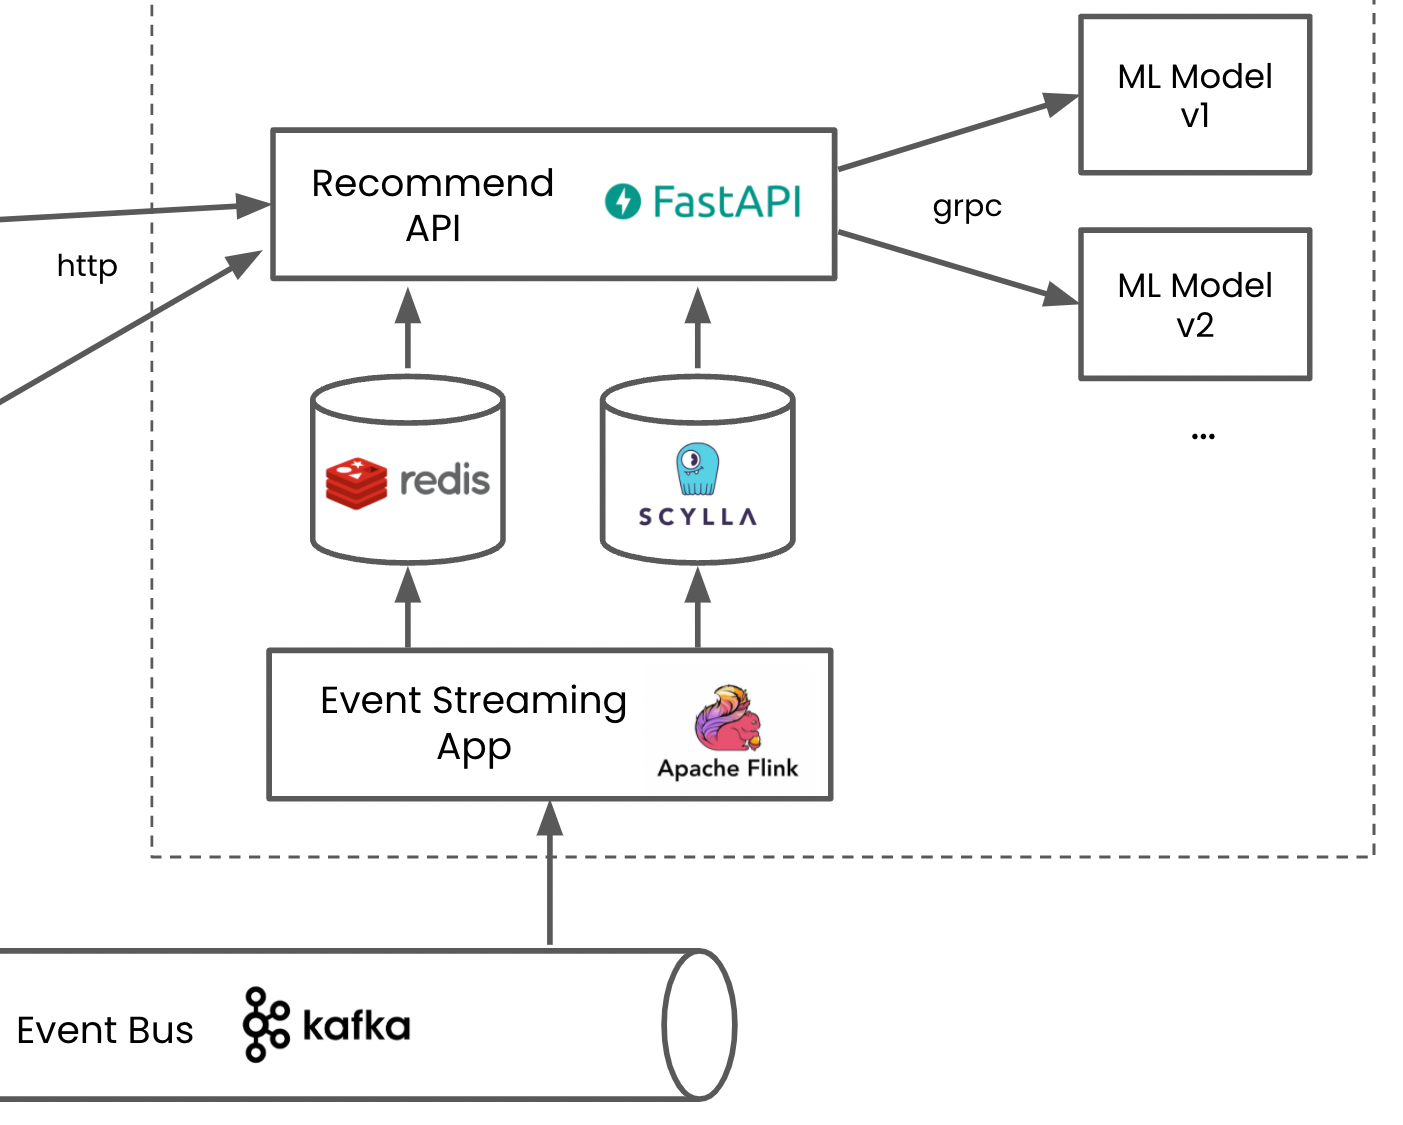 ML Model
v1
Recommend
API
FastAPI
grpc
http
ML Model
v2
...
redis
SCYLLA
Event Streaming
App
Apache Flink
Event Bus
kafka